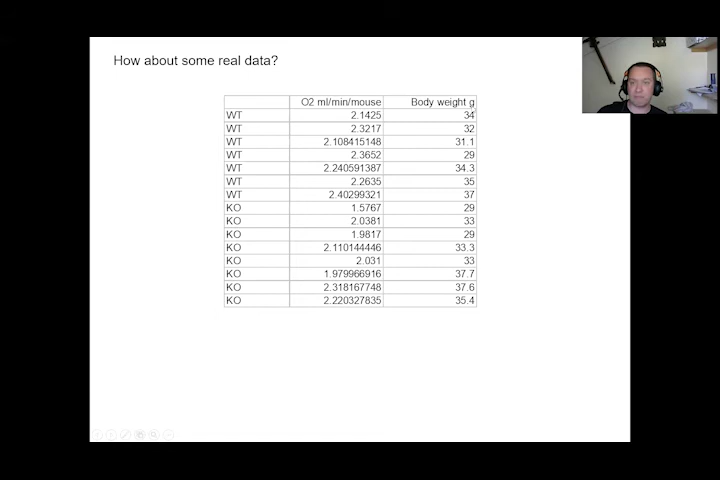 How about some real data?
O2 ml/min/mouse Body weight g
WT 2.1425 34
WT 2.3217 32
WT 2.108415148 31.1
WT 2.3652 29
WT 2.240591387 34.3
WT 2.2635 35
WT 2.40299321 37
KO 1.5767 29
KO 2.0381 33
KO 1.9817 29
KO 2.110144446 33.3
KO 2.031 33
KO 1.979966916 37.7
KO 2.318167748 37.6
KO 2.220327835 35.4